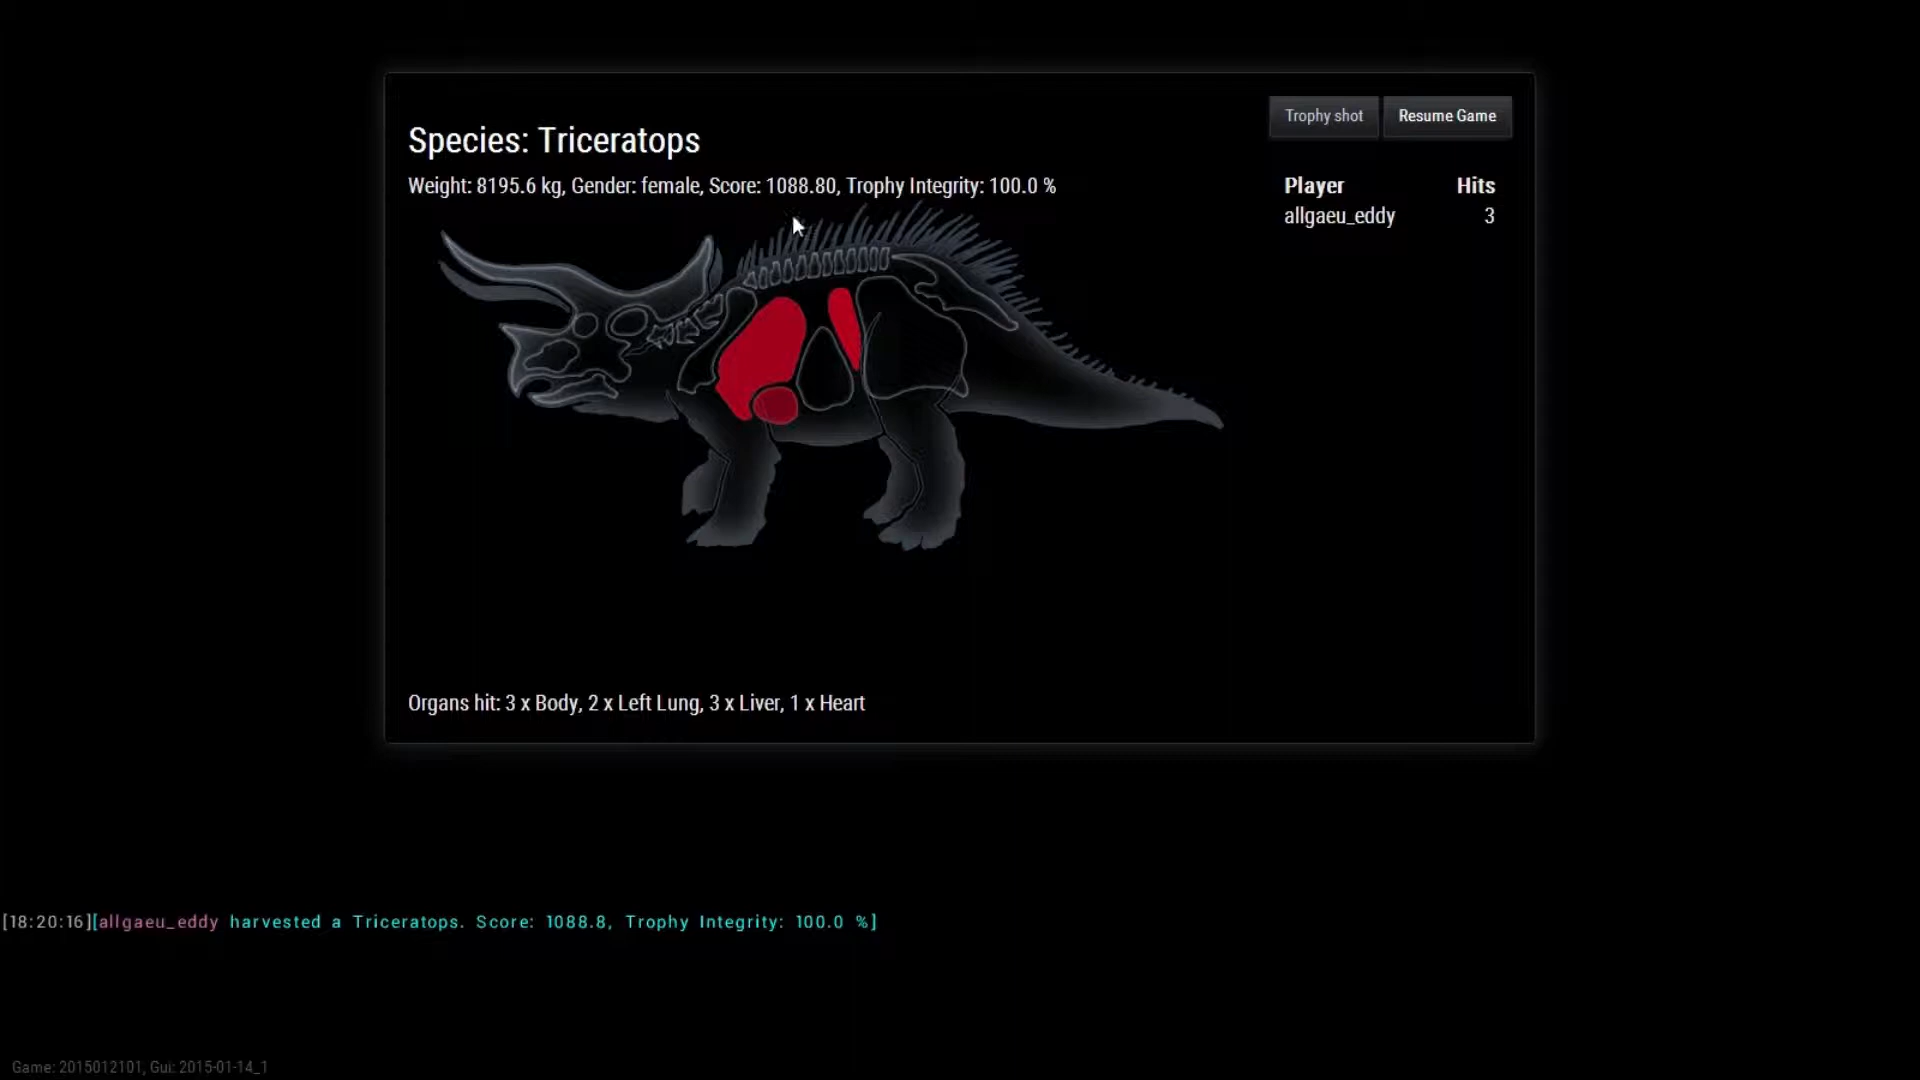 Trophy shot
Resume Game
Species: Triceratops
Weight: 8195.6 kg, Gender: female, Score: 1088.80, Trophy Integrity: 100.0 %
Player Hits
allgaeu_eddy 3
Organs hit: 3 x Body, 2 x Left Lung, 3 x Liver, 1 x Heart
[18:20:16][allgaeu_eddy harvested a Triceratops. Score: 1088.8, Trophy Integrity: 100.0 %]
Game: 2015012101, Gui: 2015-01-14_1